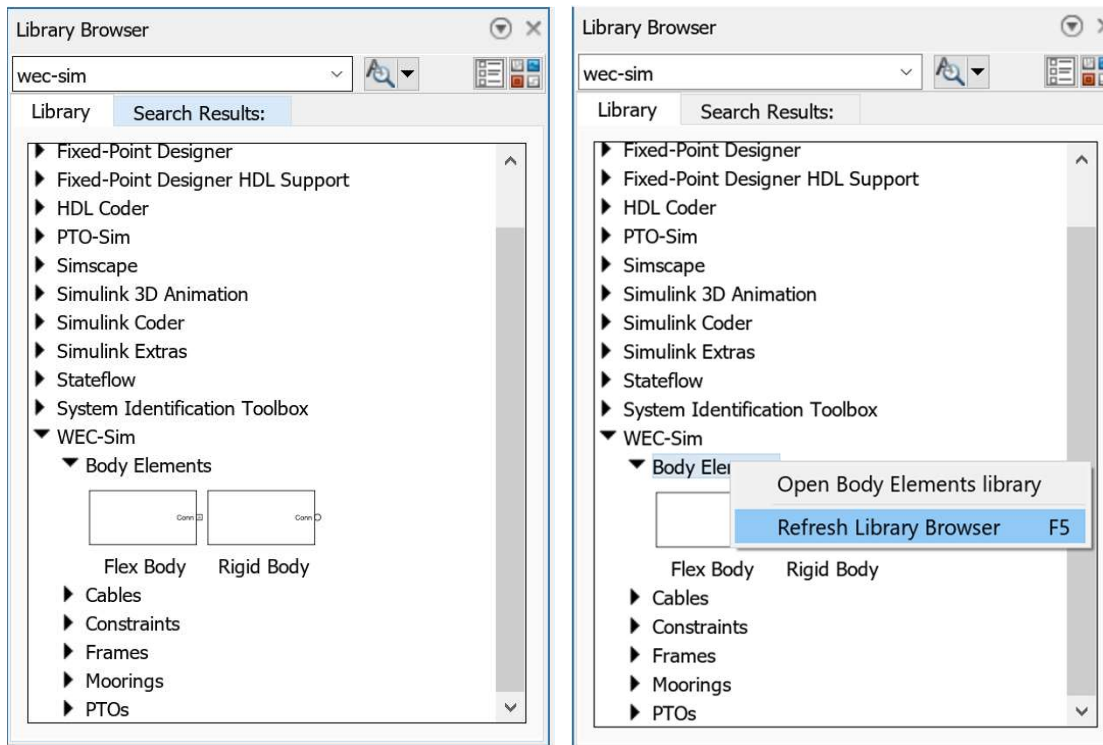 Library Browser
wec-sim
Library Search Results:
Fixed-Point Designer
Fixed-Point Designer HDL Support
HDL Coder
PTO-Sim
Simscape
Simulink 3D Animation
Simulink Coder
Simulink Extras
Stateflow
System Identification Toolbox
WEC-Sim
Body Elements
Conn Conn
Flex Body Rigid Body
Cables
Constraints
Frames
Moorings
PTOs
Library Browser
wec-sim
Library Search Results:
Fixed-Point Designer
Fixed-Point Designer HDL Support
HDL Coder
PTO-Sim
Simscape
Simulink 3D Animation
Simulink Coder
Simulink Extras
Stateflow
System Identification Toolbox
WEC-Sim
Body Ele
Open Body Elements library
Refresh Library Browser F5
Flex Body Rigid Body
Cables
Constraints
Frames
Moorings
PTOs